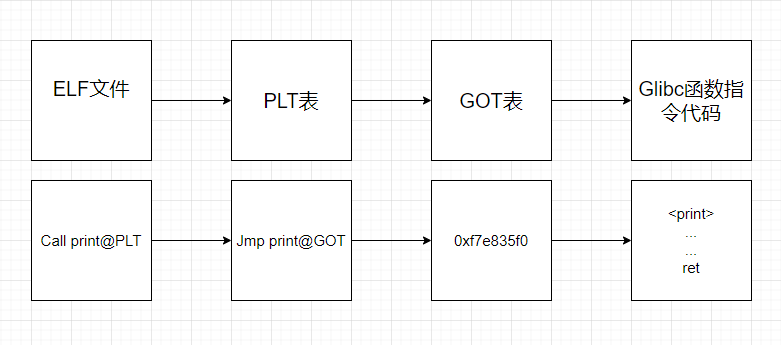 ELF文件
PLT表
GOT表
Glibc函数指
令代码
Call print@PLT
Jmp print@GOT
0xf7e835f0
<print>
...
...
ret